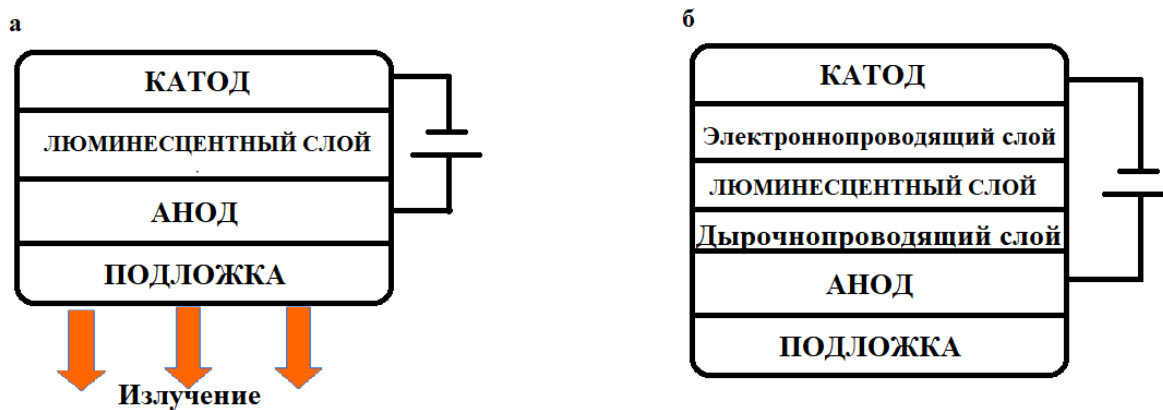 а
КАТОД
ЛЮМИНЕСЦЕНТНЫЙ СЛОЙ
АНОД
ПОДЛОЖКА
Излучение
б
КАТОД
Электроннопроводящий слой
ЛЮМИНЕСЦЕНТНЫЙ СЛОЙ
Дырочнопроводящий слой
АНОД
ПОДЛОЖКА